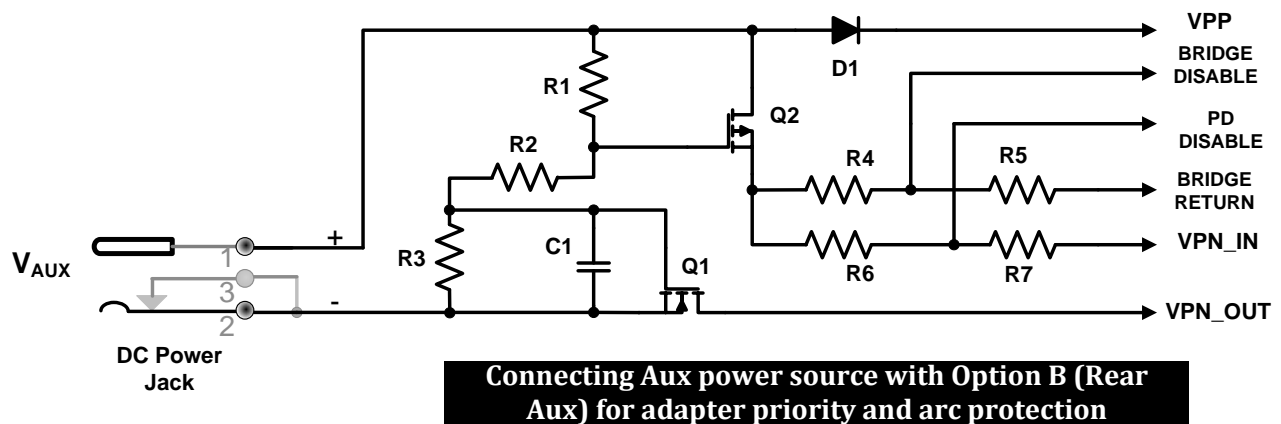 VPP
BRIDGE
DISABLE
D1
R1
Q2
PD
DISABLE
R2
R4
R5
BRIDGE
RETURN
+
1
R3
C1
Q1
R6
R7
VPN_IN
VAUX
3
-
2
VPN_OUT
DC Power
Jack
Connecting Aux power source with Option B (Rear
Aux) for adapter priority and arc protection